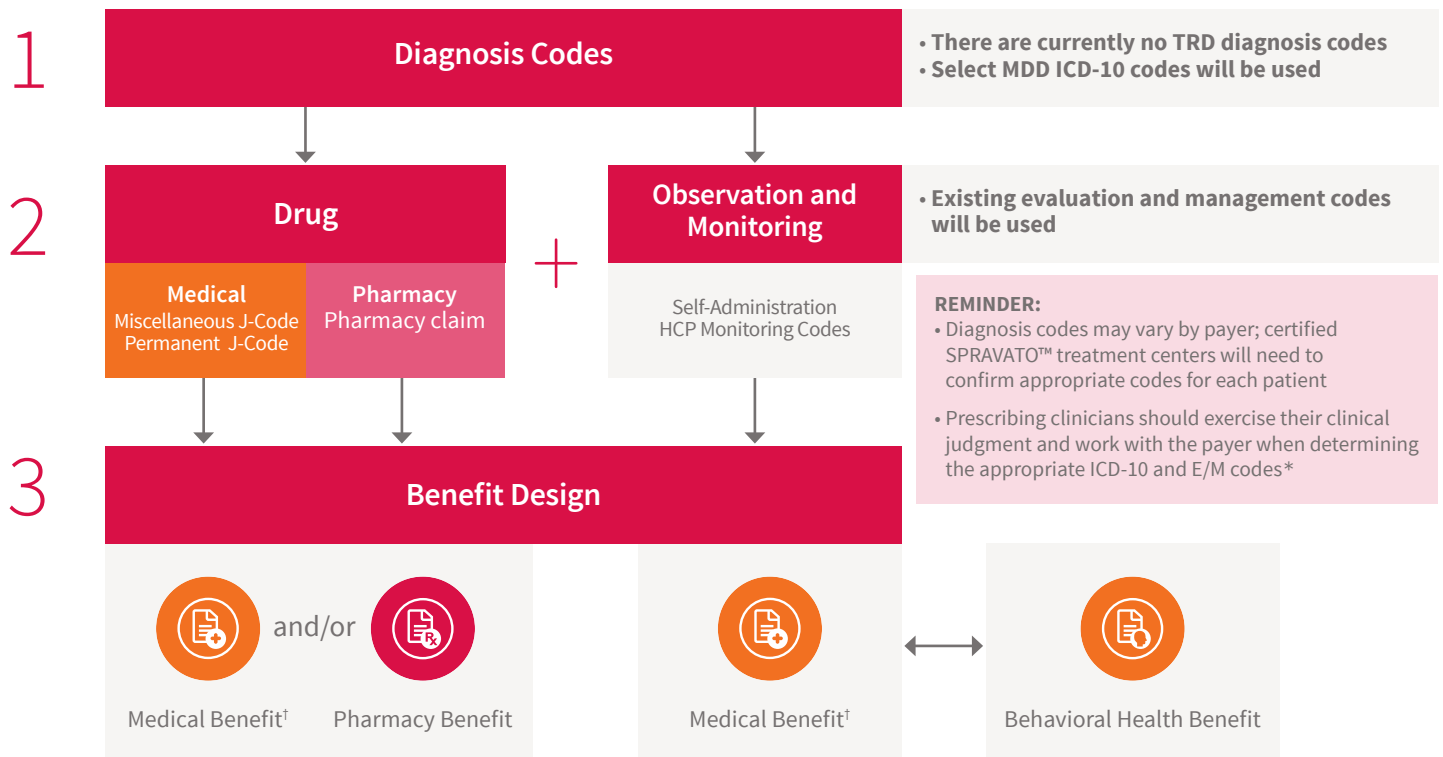 1
Diagnosis Codes
• There are currently no TRD diagnosis codes
• Select MDD ICD-10 codes will be used
2
Drug
Medical
Miscellaneous J-Code
Permanent J-Code
Pharmacy
Pharmacy claim
+
Observation and
Monitoring
Self-Administration
HCP Monitoring Codes
• Existing evaluation and management codes
will be used
REMINDER:
• Diagnosis codes may vary by payer; certified
SPRAVATO™ treatment centers will need to
confirm appropriate codes for each patient
• Prescribing clinicians should exercise their clinical
judgment and work with the payer when determining
the appropriate ICD-10 and E/M codes*
3
Benefit Design
and/or
Rx
Medical Benefit†
Pharmacy Benefit
Medical Benefit†
Behavioral Health Benefit